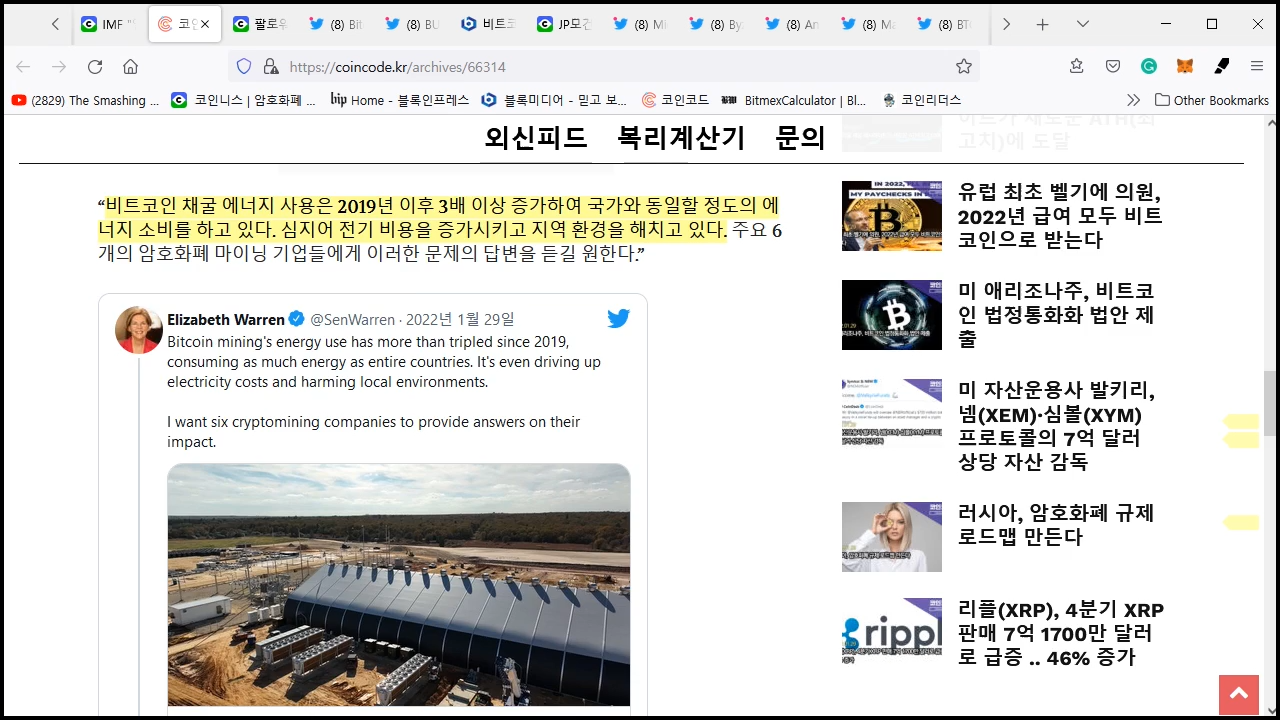 IMF
코인
팔로우
(8) Bit
(8) BU
비트코
JP모건
(8) Mi
(8) By
(8) An
(8) Ma
(8) BTC
https://coincode.kr/archives/66314
(2829) The Smashing ...
코인니스 | 암호화폐 ...
bip Home - 블록인프레스
블록미디어 - 믿고 보...
코인코드
BitmexCalculator | Bl...
코인리더스
Other Bookmarks
외신피드 복리계산기 문의
“비트코인 채굴 에너지 사용은 2019년 이후 3배 이상 증가하여 국가와 동일할 정도의 에
너지 소비를 하고 있다. 심지어 전기 비용을 증가시키고 지역 환경을 해치고 있다. 주요 6
개의 암호화폐 마이닝 기업들에게 이러한 문제의 답변을 듣길 원한다.”
Elizabeth Warren @SenWarren · 2022년 1월 29일
Bitcoin mining’s energy use has more than tripled since 2019,
consuming as much energy as entire countries. It's even driving up
electricity costs and harming local environments.
I want six cryptomining companies to provide answers on their
impact.
이드가 새로운 ATH(최
고치)에 도달
IN 2022, I'LL
MY PAYCHECKS IN
유럽 최초 벨기에 의원,
2022년 급여 모두 비트
코인으로 받는다
미 애리조나주, 비트코
인 법정통화화 법안 제
출
미 자산운용사 발키리,
넴(XEM)·심볼(XYM)
프로토콜의 7억 달러
상당 자산 감독
러시아, 암호화폐 규제
로드맵 만든다
rippl
리플(XRP), 4분기 XRP
판매 7억 1700만 달러
로 급증 .. 46% 증가